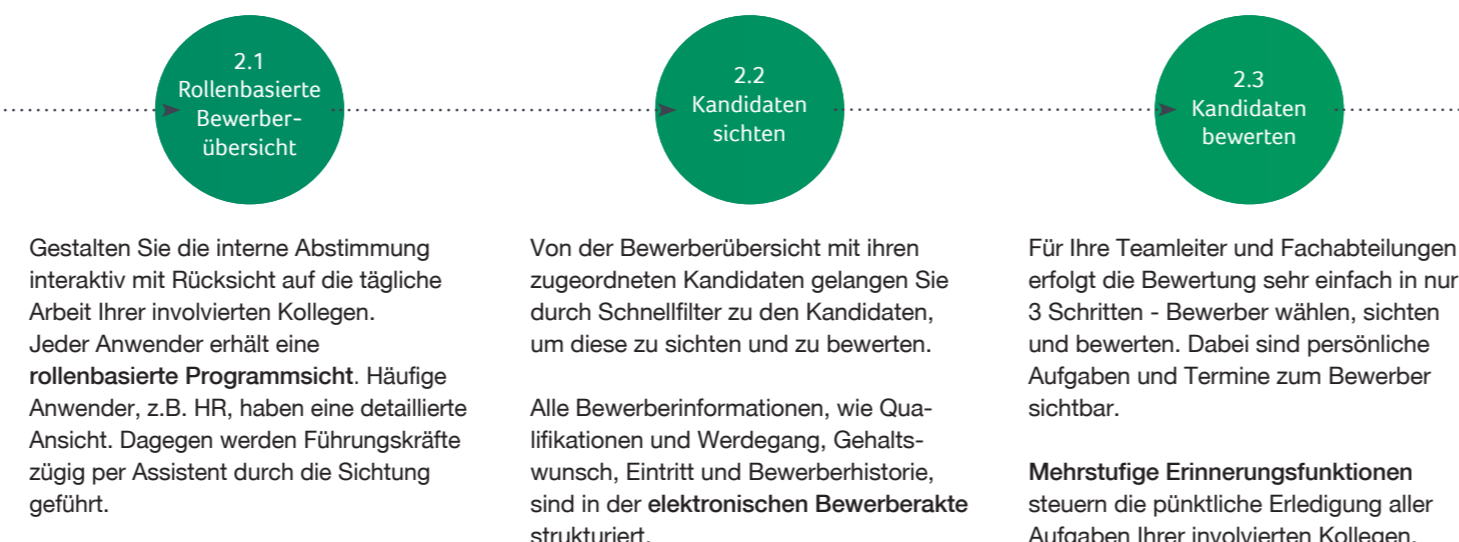 2.1
Rollenbasierte
Bewerber-
übersicht
Gestalten Sie die interne Abstimmung
interaktiv mit Rücksicht auf die tägliche
Arbeit Ihrer involvierten Kollegen.
Jeder Anwender erhält eine
rollenbasierte Programmsicht. Häufige
Anwender, z.B. HR, haben eine detaillierte
Ansicht. Dagegen werden Führungskräfte
zügig per Assistent durch die Sichtung
geführt.
2.2
Kandidaten
sichten
Von der Bewerberübersicht mit ihren
zugeordneten Kandidaten gelangen Sie
durch Schnellfilter zu den Kandidaten,
um diese zu sichten und zu bewerten.
Alle Bewerberinformationen, wie Qua-
lifikationen und Werdegang, Gehalts-
wunsch, Eintritt und Bewerberhistorie,
sind in der elektronischen Bewerberakte
strukturiert.
2.3
Kandidaten
bewerten
Für Ihre Teamleiter und Fachabteilungen
erfolgt die Bewertung sehr einfach in nur
3 Schritten - Bewerber wählen, sichten
und bewerten. Dabei sind persönliche
Aufgaben und Termine zum Bewerber
sichtbar.
Mehrstufige Erinnerungsfunktionen
steuern die pünktliche Erledigung aller
Aufgaben Ihrer involvierten Kollegen.